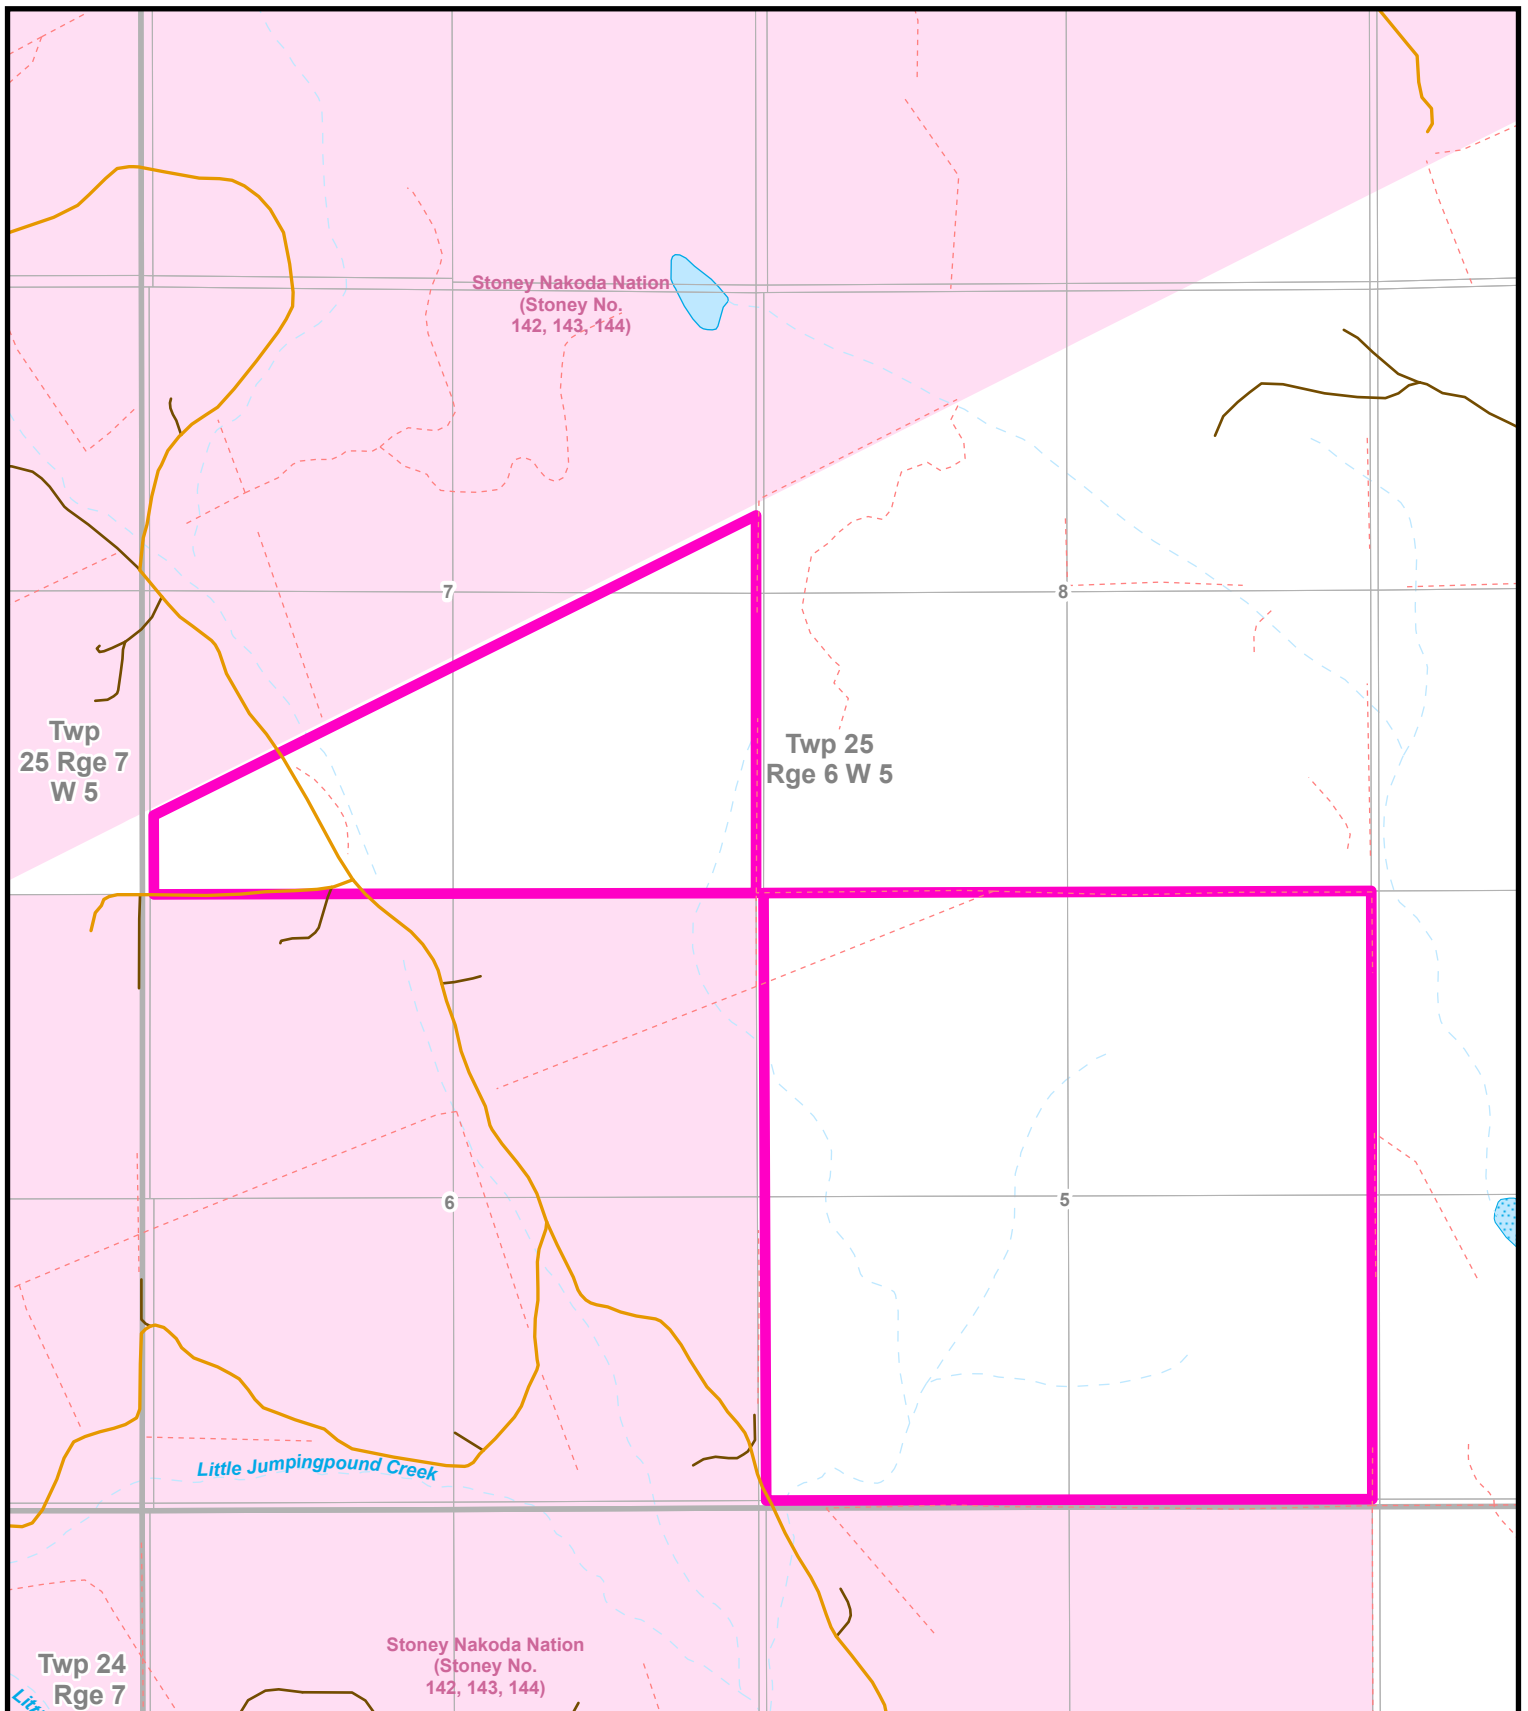 Stoney Nakoda Nation
(Stoney No.
142, 143, 144)
7
8
Twp
25 Rge 7
W 5
Twp 25
Rge 6 W 5
6
5
Little Jumpingpound Creek
Stoney Nakoda Nation
(Stoney No.
142, 143, 144)
Twp 24
Rge 7